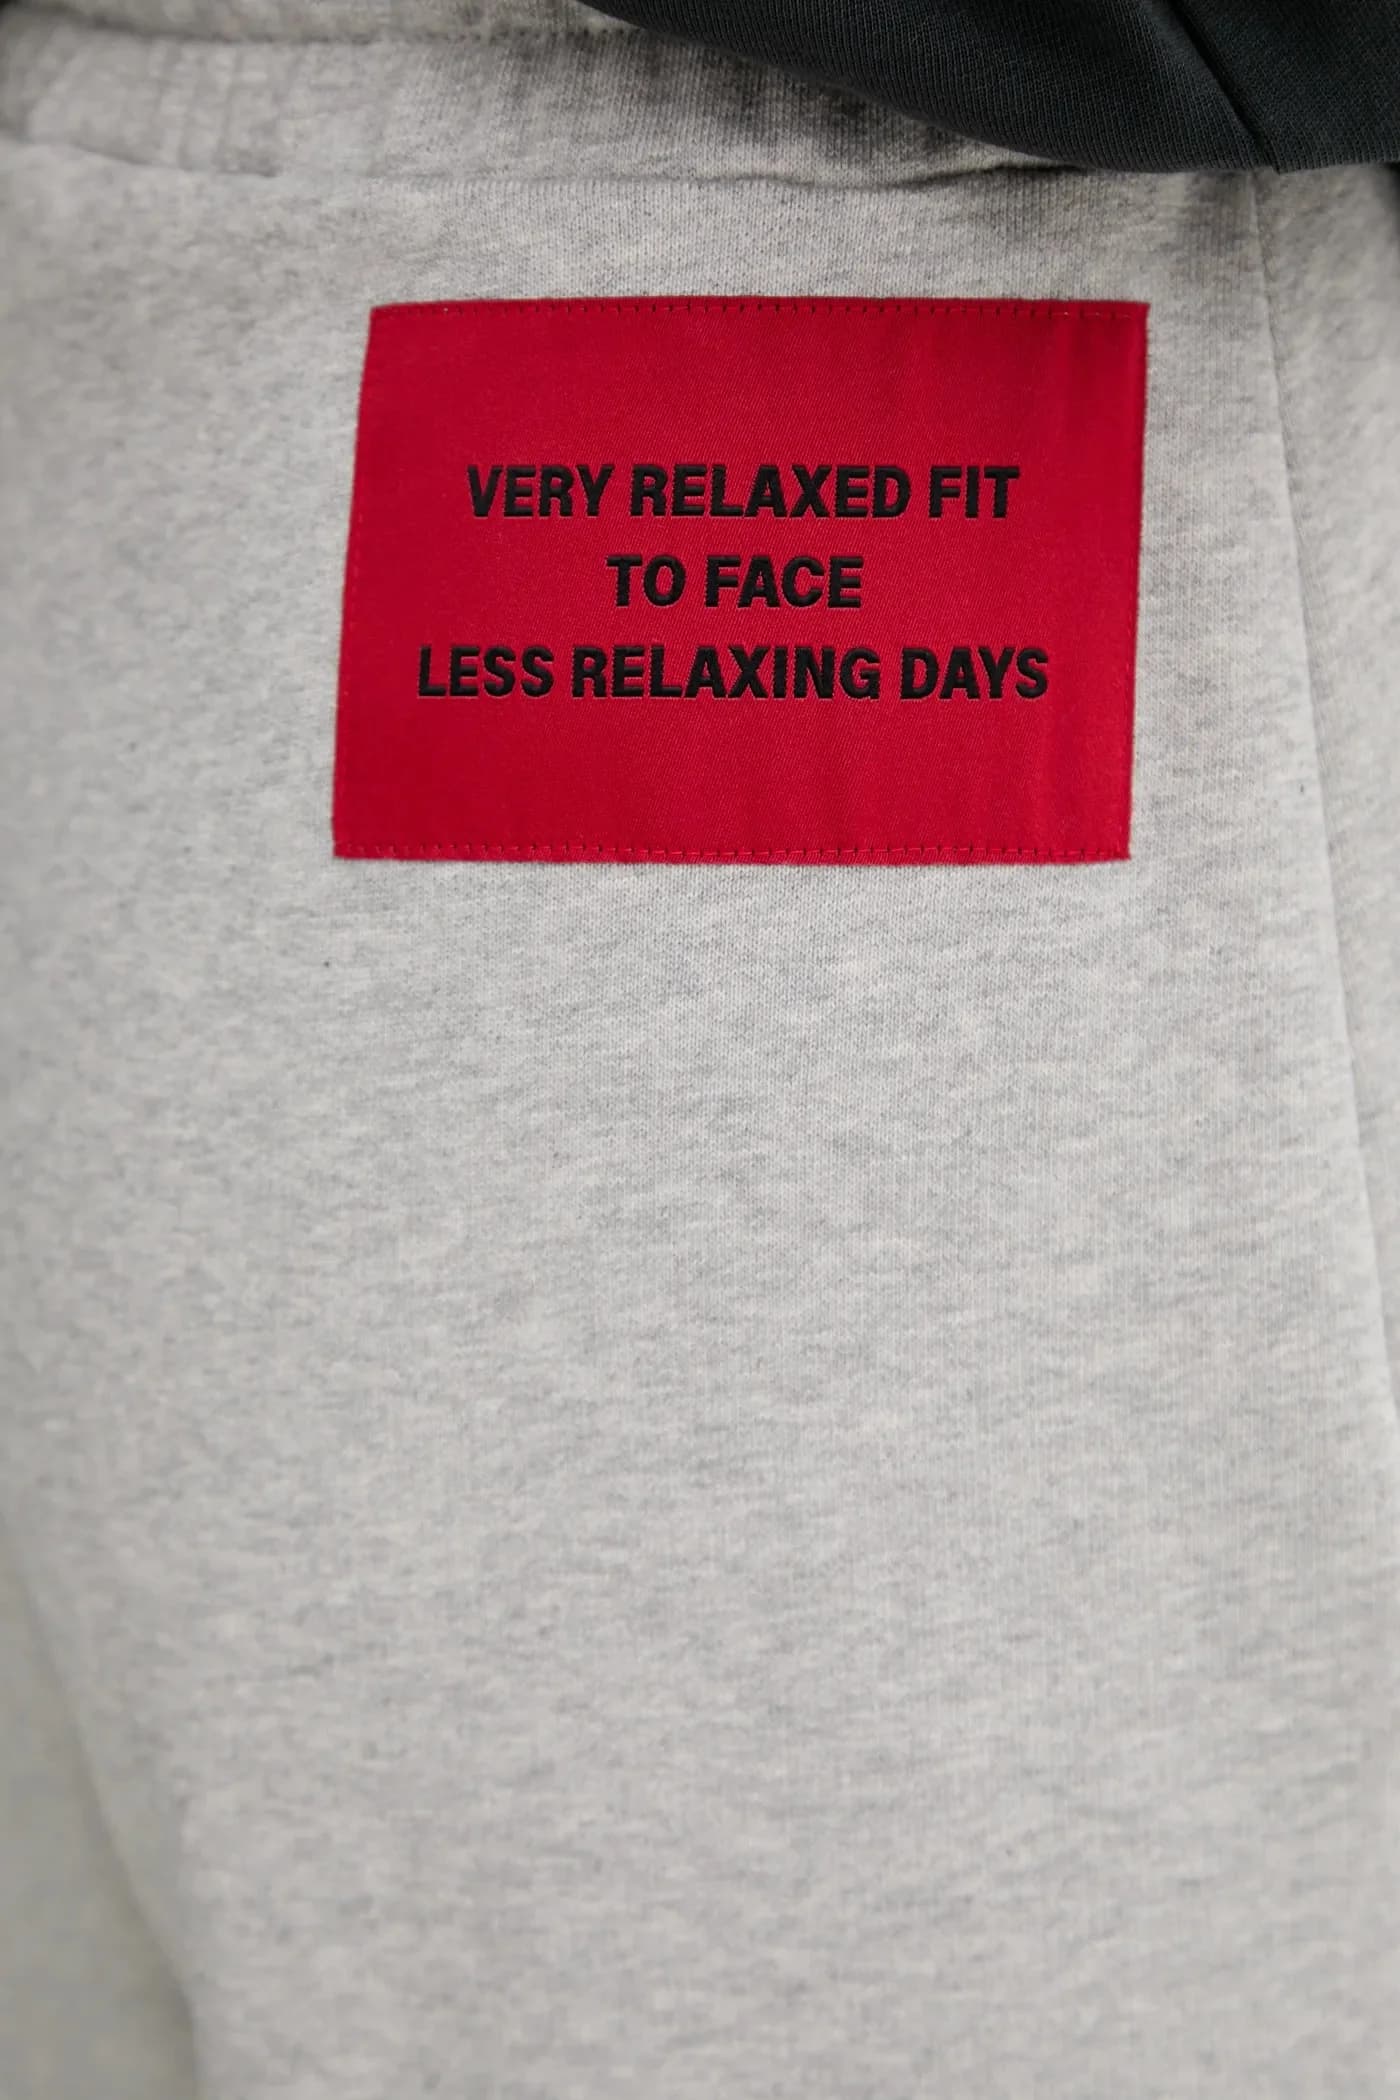 VERY RELAXED FIT
TO FACE
LESS RELAXING DAYS